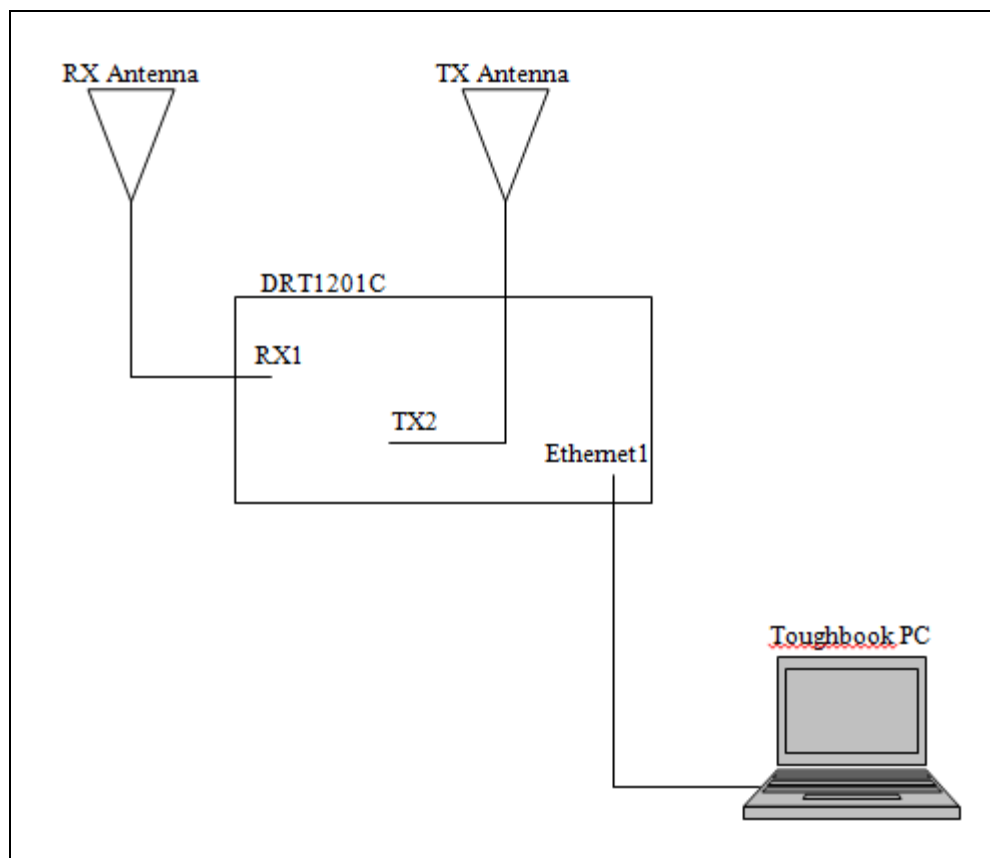 RX Antenna
TX Antenna
DRT1201C
RX1
TX2
Ethernet1
Toughbook PC